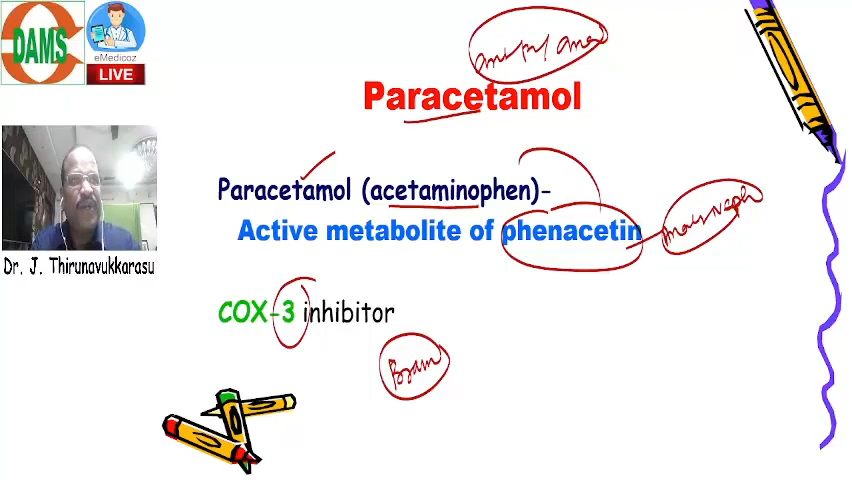 DAMS
eMedicoz
LIVE
Paracetamol
Paracetamol (acetaminophen)-
Active metabolite of phenacetin
Dr. J. Thirunavukkarasu
COX-3 inhibitor